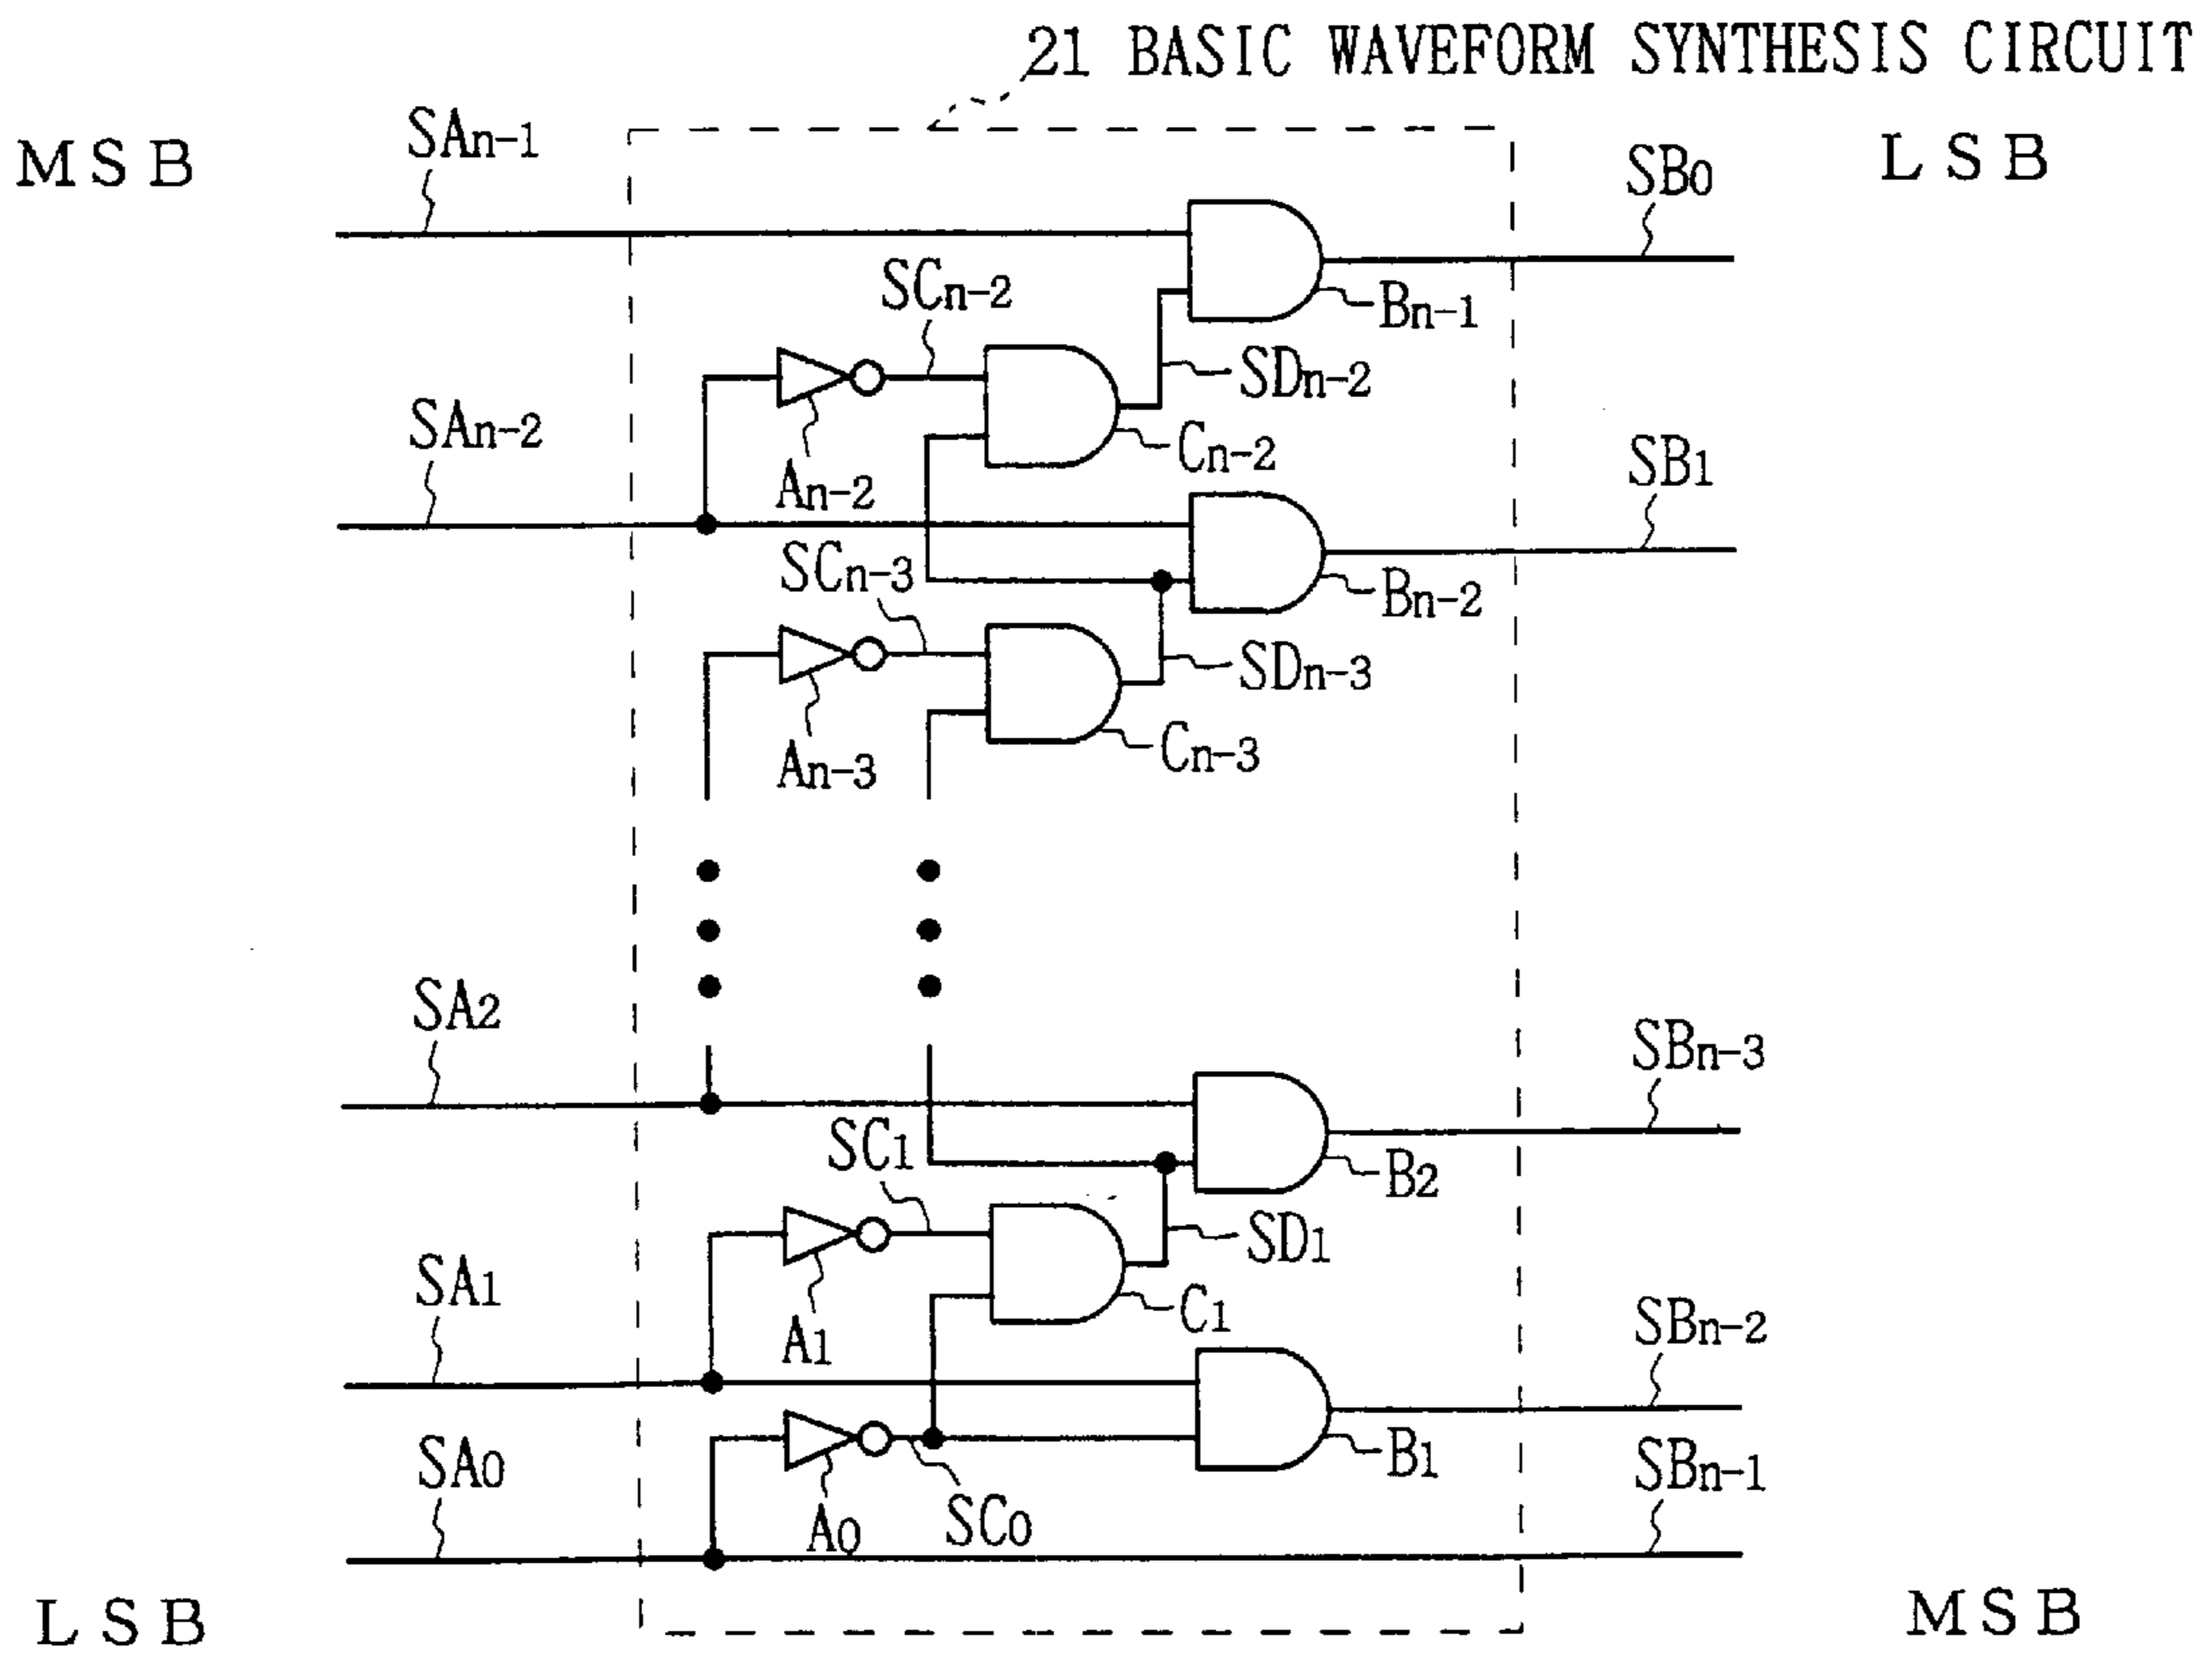 21 BASIC WAVEFORM SYNTHESIS CIRCUIT
MSB
SAn-1
LSB
SB0
SCn-2
Bn-1
SDn-2
SAn-2
Cn-2
SB1
An-2
SCn-3
Bn-2
SDn-3
An-3
Cn-3
SA2
SBn-3
SC1
B2
SD1
SA1
C1
SBn-2
A1
SA0
B1
SBn-1
A0
SC0
LSB
MSB